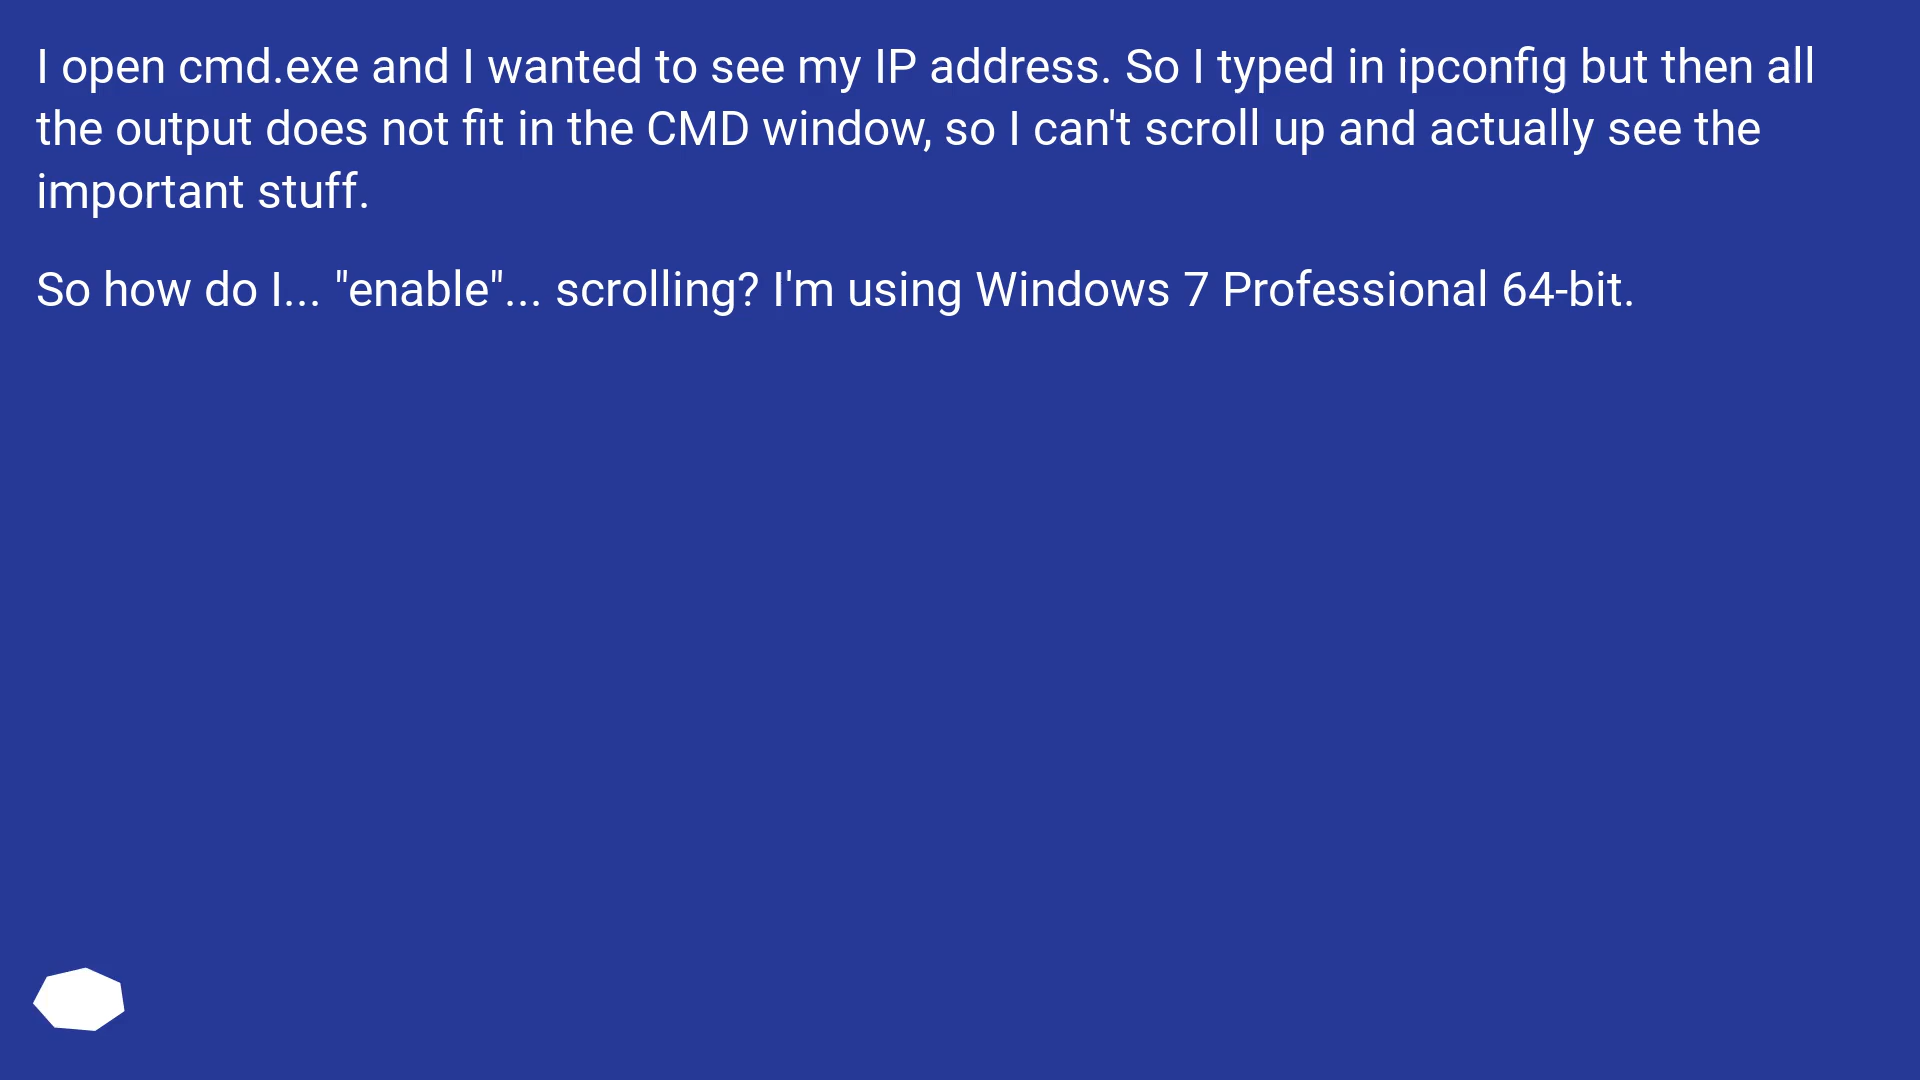 I open cmd.exe and I wanted to see my IP address. So I typed in ipconfig but then all
the output does not fit in the CMD window, so I can't scroll up and actually see the
important stuff.
So how do I... "enable"... scrolling? I'm using Windows 7 Professional 64-bit.